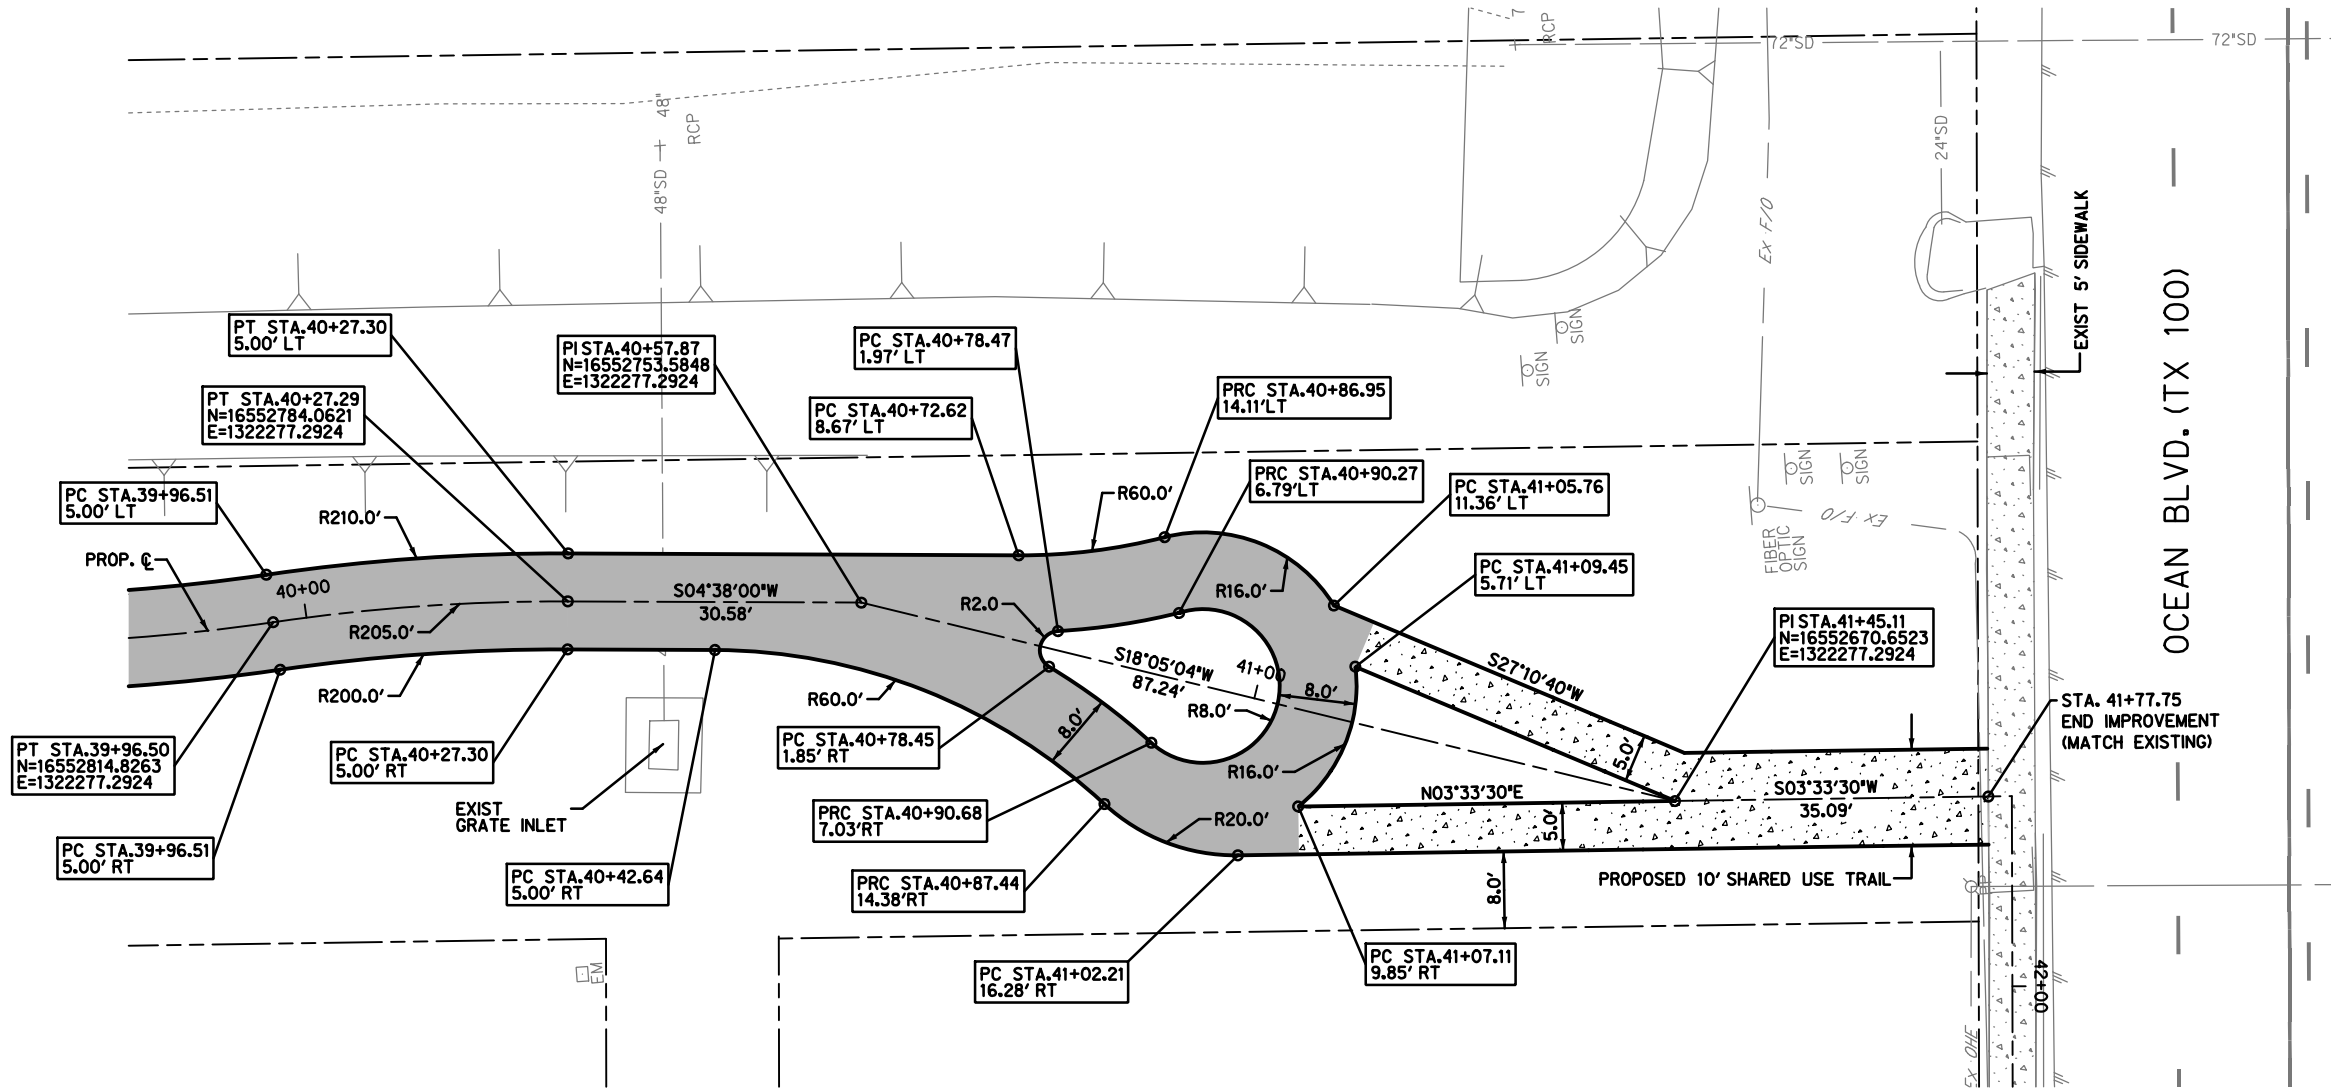 72"SD
72"SD
7
RCP
48"
48"SD
RCP
24"SD
Ex F/O
EXIST 5' SIDEWALK
OCEAN BLVD. (TX 100)
SIGN
SIGN
SIGN
SIGN
Ex F/O
FIBER
OPTIC
SIGN
PT STA.40+27.30
5.00' LT
PI STA.40+57.87
N=16552753.5848
E=1322277.2924
PC STA.40+78.47
1.97' LT
PT STA.40+27.29
N=16552784.0621
E=1322277.2924
PC STA.40+72.62
8.67' LT
PRC STA.40+86.95
14.11'LT
PRC STA.40+90.27
6.79'LT
PC STA.41+05.76
11.36' LT
PC STA.39+96.51
5.00' LT
R210.0'
R60.0'
PROP. ℄
40+00
R205.0'
S04°38'00"W
30.58'
R2.0
R16.0'
PC STA.41+09.45
5.71' LT
PI STA.41+45.11
N=16552670.6523
E=1322277.2924
R200.0'
R60.0'
S18°05'04"W
87.24'
41+00
8.0'
R8.0'
S27°10'40"W
STA. 41+77.75
END IMPROVEMENT
(MATCH EXISTING)
PT STA.39+96.50
N=16552814.8263
E=1322277.2924
PC STA.40+27.30
5.00' RT
PC STA.40+78.45
1.85' RT
8.0'
R16.0'
5.0'
N03°33'30"E
S03°33'30"W
35.09'
EXIST
GRATE INLET
PRC STA.40+90.68
7.03'RT
R20.0'
5.0'
PC STA.39+96.51
5.00' RT
PC STA.40+42.64
5.00' RT
PRC STA.40+87.44
14.38'RT
8.0'
PROPOSED 10' SHARED USE TRAIL
PC STA.41+02.21
16.28' RT
PC STA.41+07.11
9.85' RT
EM
42+00
Ex OHE